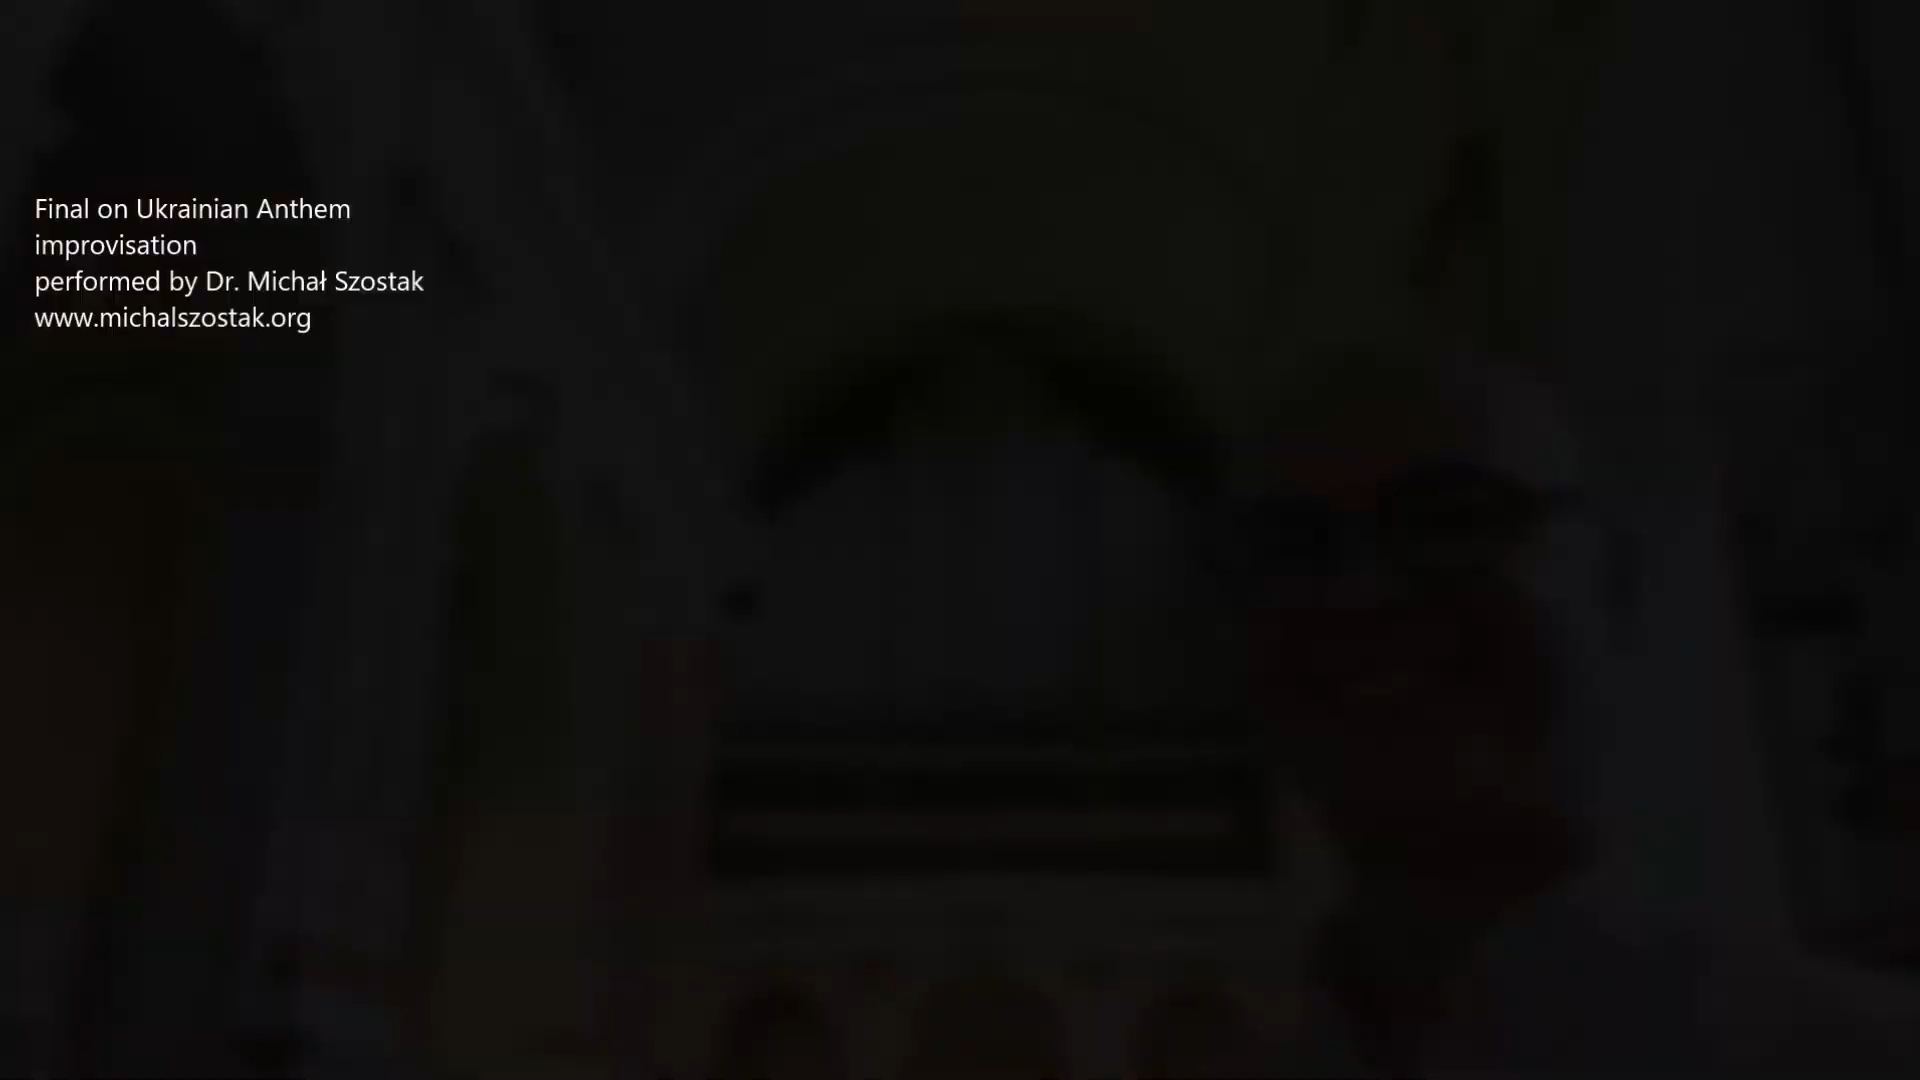 Final on Ukrainian Anthem
improvisation
performed by Dr. Michał Szostak
www.michalszostak.org